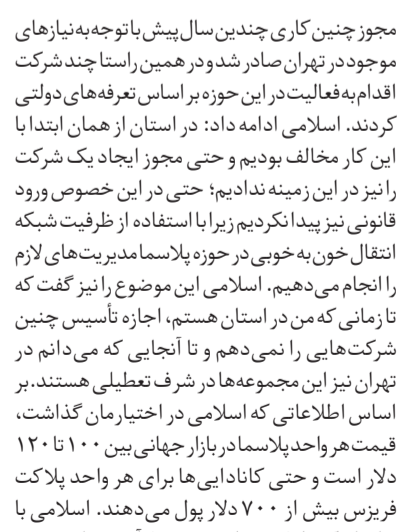 مجوز چنین کاری چندین سال پیش با توجه به نیازهای
موجود در تهران صادر شد و در همین راستا چند شرکت
اقدام به فعالیت در این حوزه بر اساس تعرفه‌های دولتی
کردند. اسلامی ادامه داد: در استان از همان ابتدا با
این کار مخالف بودیم و حتی مجوز ایجاد یک شرکت
را نیز در این زمینه ندادیم؛ حتی در این خصوص ورود
قانونی نیز پیدا نکردیم زیرا با استفاده از ظرفیت شبکه
انتقال خون به خوبی در حوزه پلاسما مدیریت‌های لازم
را انجام می‌دهیم. اسلامی این موضوع را نیز گفت که
تا زمانی که من در استان هستم، اجازه تأسیس چنین
شرکت‌هایی را نمی‌دهم و تا آنجایی که می‌دانم در
تهران نیز این مجموعه‌ها در شرف تعطیلی هستند.بر
اساس اطلاعاتی که اسلامی در اختیارمان گذاشت،
قیمت هر واحد پلاسما در بازار جهانی بین ۱۰۰ تا ۱۲۰
دلار است و حتی کانادایی‌ها برای هر واحد پلاکت
فریزس بیش از ۷۰۰ دلار پول می‌دهند. اسلامی با